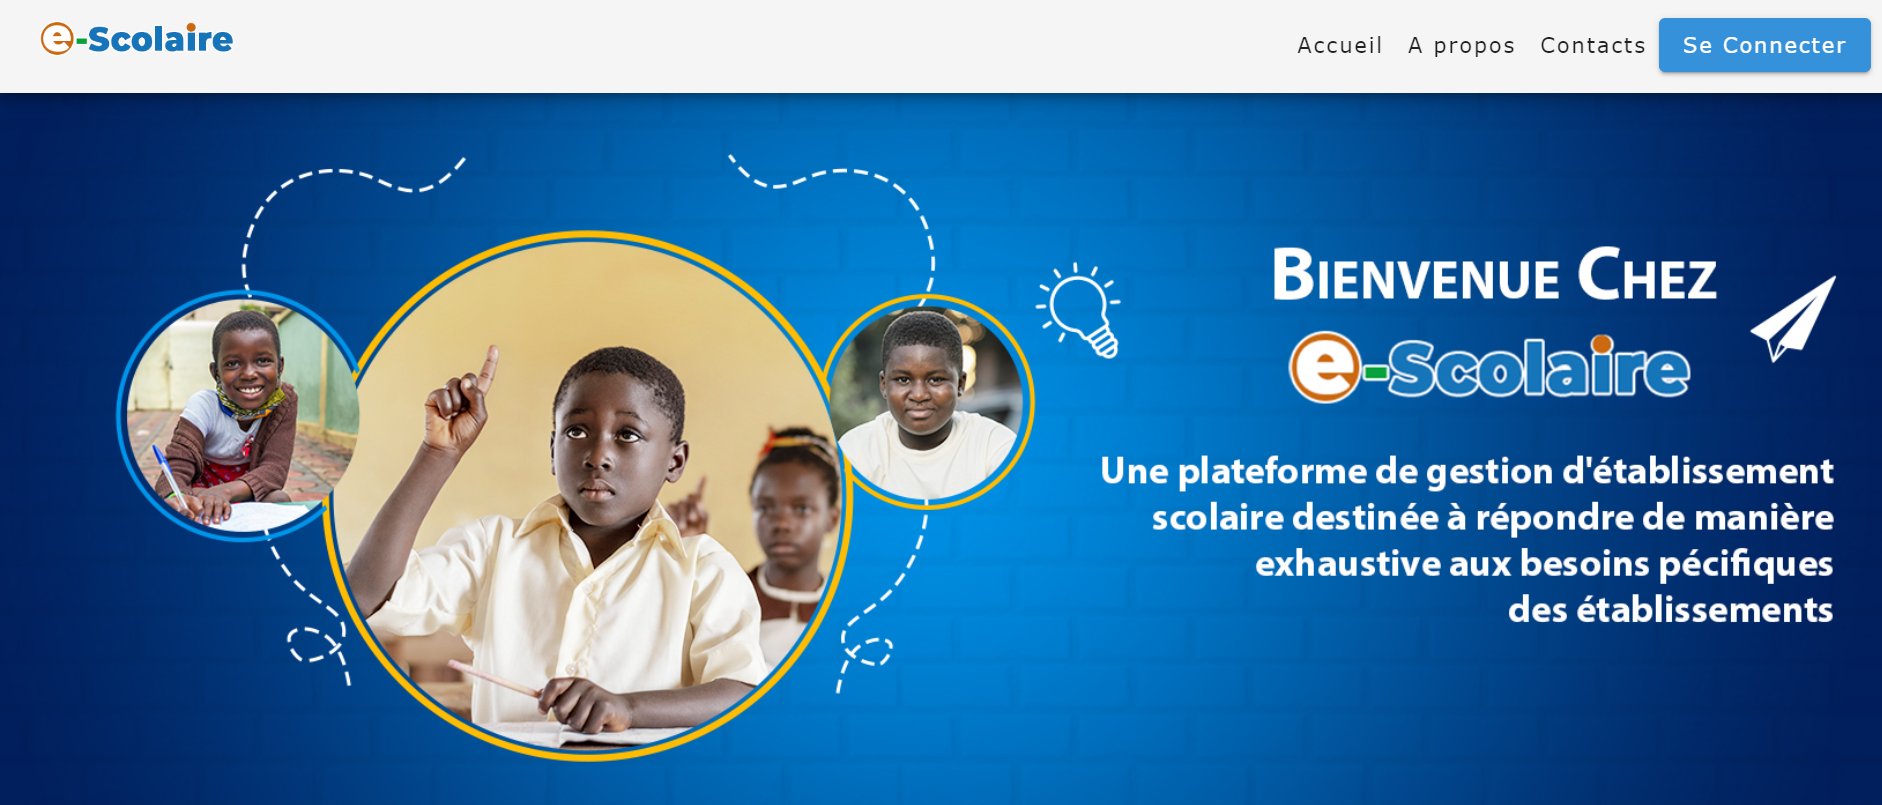 e-Scolaire
Accueil A propos Contacts Se Connecter
BIENVENUE CHEZ
e-Scolaire
Une plateforme de gestion d'établissement
scolaire destinée à répondre de manière
exhaustive aux besoins pécifiques
des établissements